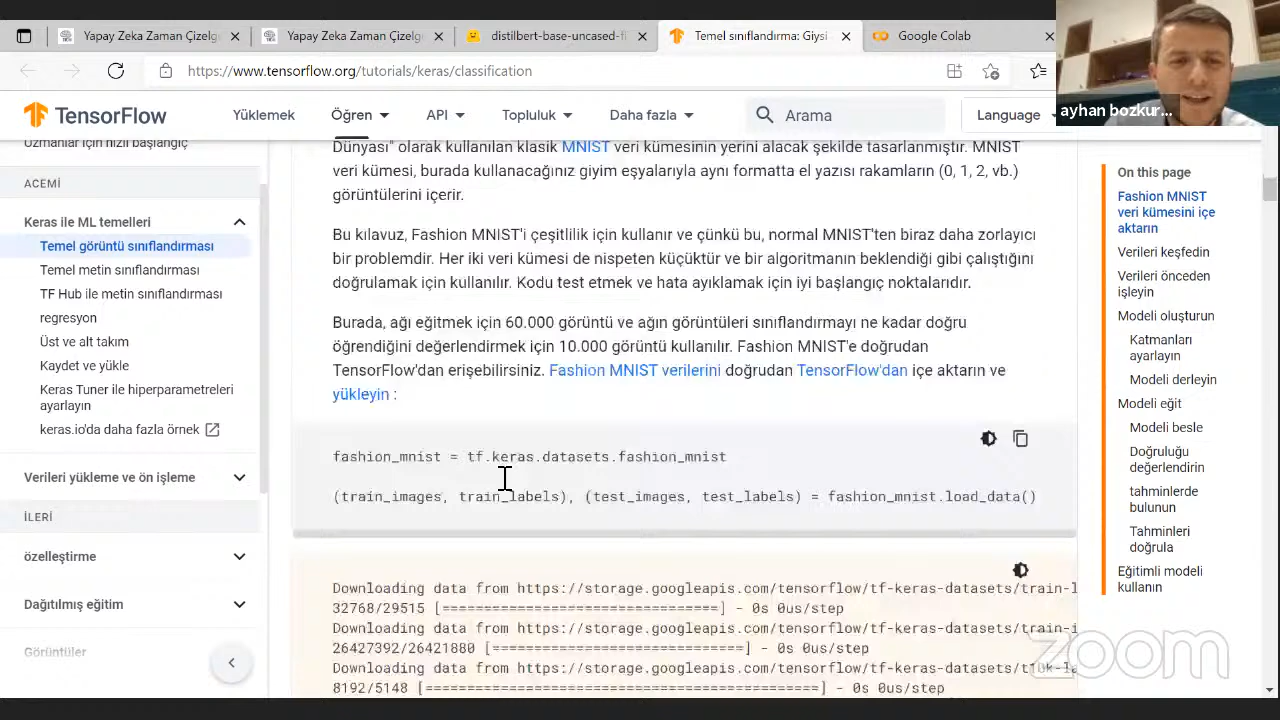 Yapay Zeka Zaman Çizelg
Yapay Zeka Zaman Çizelg
distilbert-base-uncased-fi
Temel sınıflandırma: Giysi
Google Colab
https://www.tensorflow.org/tutorials/keras/classification
ayhan bozkur...
TensorFlow
Yüklemek
Öğren
API
Topluluk
Daha fazla
Arama
Language
Uzmanlar için hızlı başlangıç
ACEMİ
Keras ile ML temelleri
Temel görüntü sınıflandırması
Temel metin sınıflandırması
TF Hub ile metin sınıflandırması
regresyon
Üst ve alt takım
Kaydet ve yükle
Keras Tuner ile hiperparametreleri
ayarlayın
keras.io'da daha fazla örnek
Verileri yükleme ve ön işleme
İLERİ
özelleştirme
Dağıtılmış eğitim
Görüntüler
Dünyası" olarak kullanılan klasik MNIST veri kümesinin yerini alacak şekilde tasarlanmıştır. MNIST
veri kümesi, burada kullanacağınız giyim eşyalarıyla aynı formatta el yazısı rakamların (0, 1, 2, vb.)
görüntülerini içerir.
Bu kılavuz, Fashion MNIST'i çeşitlilik için kullanır ve çünkü bu, normal MNIST'ten biraz daha zorlayıcı
bir problemdir. Her iki veri kümesi de nispeten küçüktür ve bir algoritmanın beklendiği gibi çalıştığını
doğrulamak için kullanılır. Kodu test etmek ve hata ayıklamak için iyi başlangıç noktalarıdır.
Burada, ağı eğitmek için 60.000 görüntü ve ağın görüntüleri sınıflandırmayı ne kadar doğru
öğrendiğini değerlendirmek için 10.000 görüntü kullanılır. Fashion MNIST'e doğrudan
TensorFlow'dan erişebilirsiniz. Fashion MNIST verilerini doğrudan TensorFlow'dan içe aktarın ve
yükleyin :
fashion_mnist = tf.keras.datasets.fashion_mnist
(train_images, train_labels), (test_images, test_labels) = fashion_mnist.load_data()
Downloading data from https://storage.googleapis.com/tensorflow/tf-keras-datasets/train-l
32768/29515 [==============================] - 0s 0us/step
Downloading data from https://storage.googleapis.com/tensorflow/tf-keras-datasets/train-i
26427392/26421880 [==============================] - 0s 0us/step
Downloading data from https://storage.googleapis.com/tensorflow/tf-keras-datasets/t10k-la
8192/5148 [===============================================] - 0s 0us/step
On this page
Fashion MNIST
veri kümesini içe
aktarın
Verileri keşfedin
Verileri önceden
işleyin
Modeli oluşturun
Katmanları
ayarlayın
Modeli derleyin
Modeli eğit
Modeli besle
Doğruluğu
değerlendirin
tahminlerde
bulunun
Tahminleri
doğrula
Eğitimli modeli
kullanın
zoom